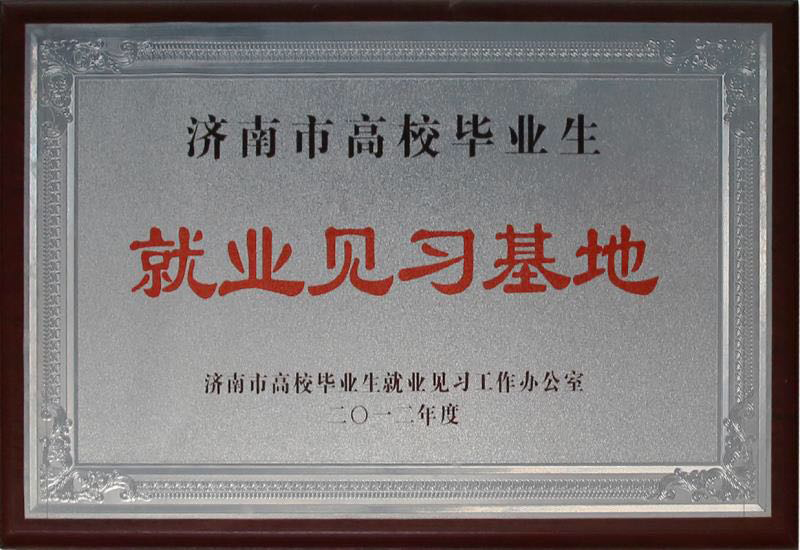 济南市高校毕业生
就业见习基地
济南市高校毕业生就业见习工作办公室
二〇一二年度